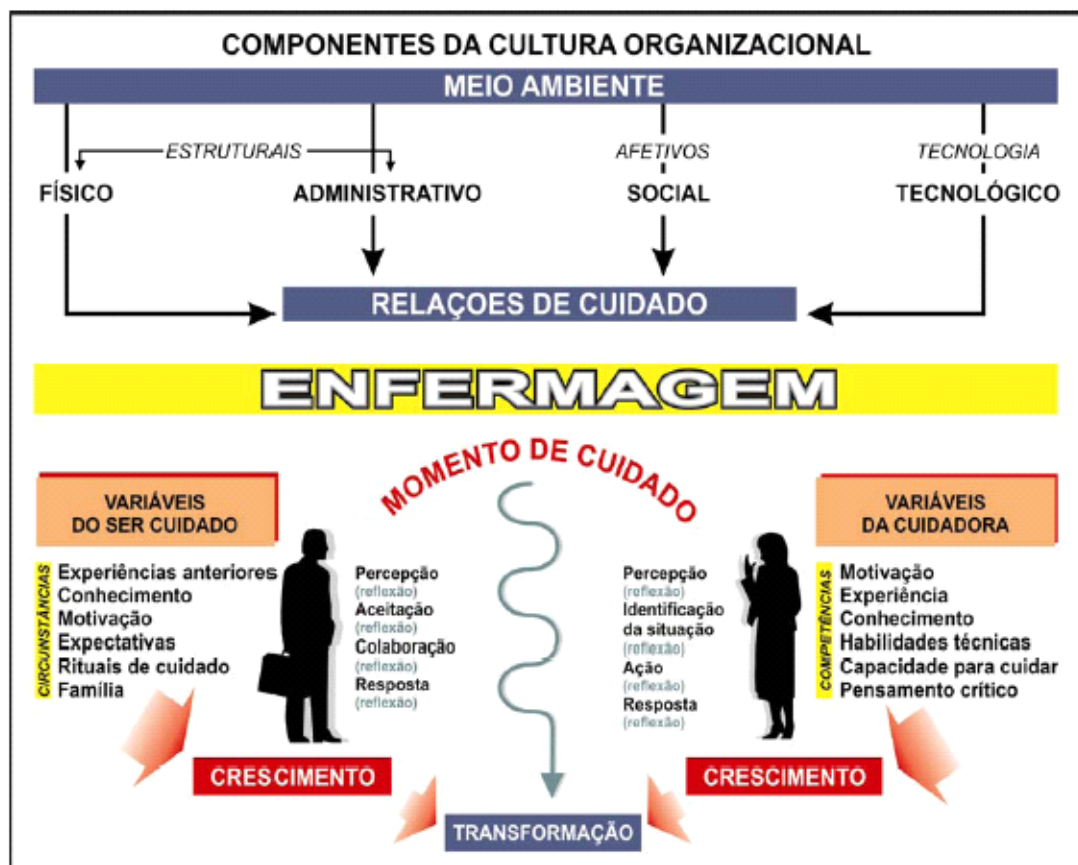 COMPONENTES DA CULTURA ORGANIZACIONAL
MEIO AMBIENTE
ESTRUTURAIS
AFETIVOS
TECNOLOGIA
FÍSICO
ADMINISTRATIVO
SOCIAL
TECNOLÓGICO
RELAÇOES DE CUIDADO
ENFERMAGEM
MOMENTO DE CUIDADO
VARIÁVEIS
DO SER CUIDADO
CIRCUNSTÂNCIAS
Experiências anteriores
Conhecimento
Motivação
Expectativas
Rituais de cuidado
Família
Percepção
(reflexão)
Aceitação
(reflexão)
Colaboração
(reflexão)
Resposta
(reflexão)
Percepção
(reflexão)
Identificação
da situação
(reflexão)
Ação
(reflexão)
Resposta
(reflexão)
VARIÁVEIS
DA CUIDADORA
COMPETÊNCIAS
Motivação
Experiência
Conhecimento
Habilidades técnicas
Capacidade para cuidar
Pensamento crítico
CRESCIMENTO
CRESCIMENTO
TRANSFORMAÇÃO